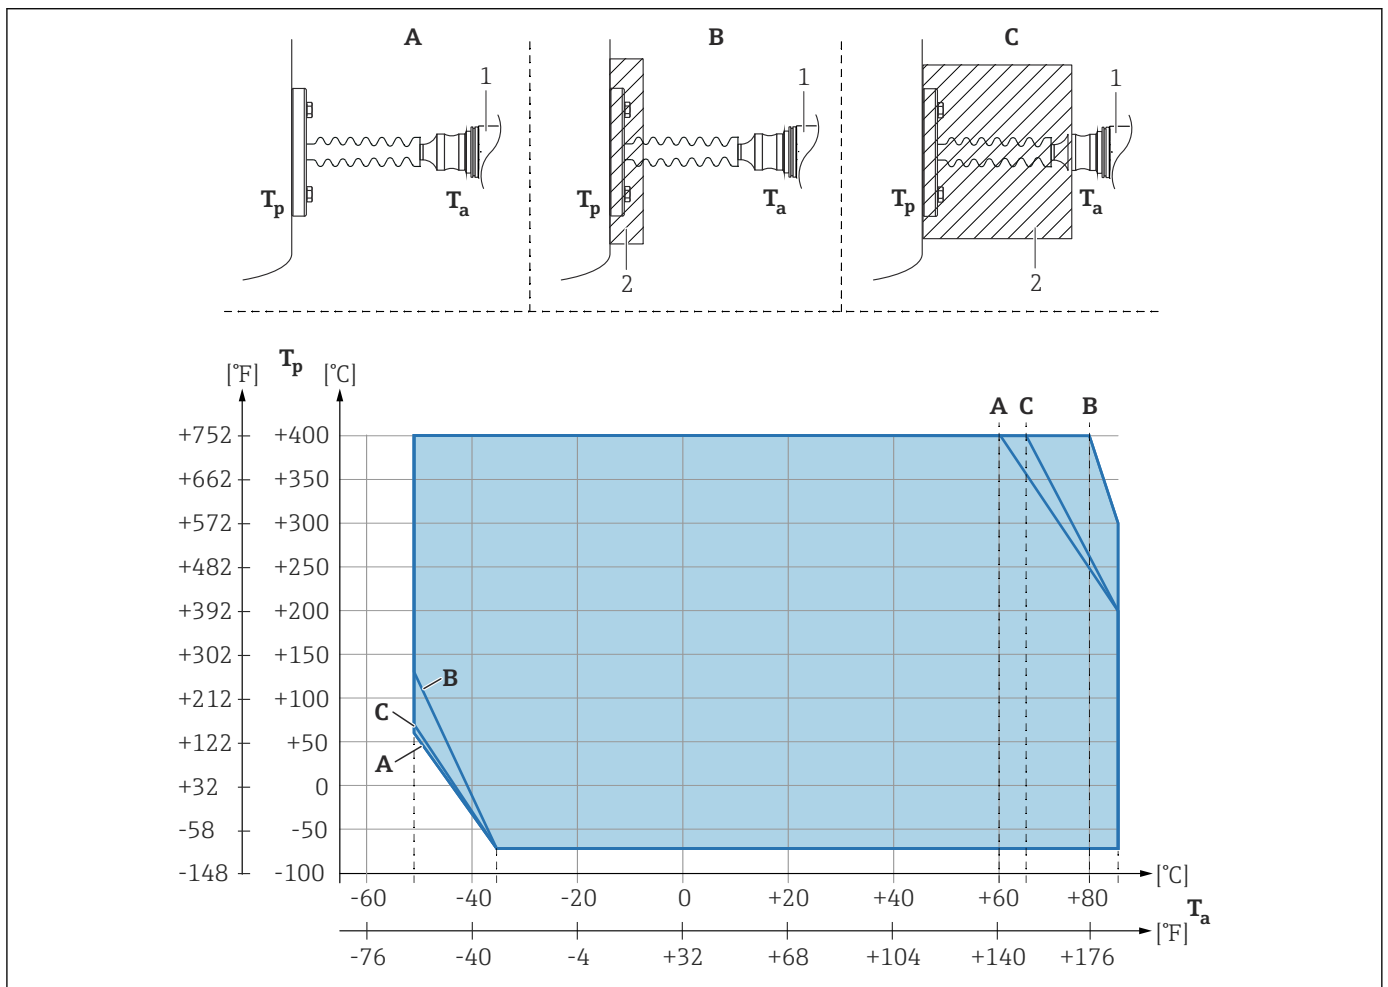 A B C
1 1 1
Tp Ta Tp Ta Tp Ta
2 2
Tp
[°F] [°C]
A C B
+752 +400
+662 +350
+572 +300
+482 +250
+392 +200
+302 +150
B
+212 +100
C
+122 +50
A
+32 0
-58 -50
-148 -100
[°C]
-60 -40 -20 0 +20 +40 +60 +80
Ta
[°F]
-76 -40 -4 +32 +68 +104 +140 +176